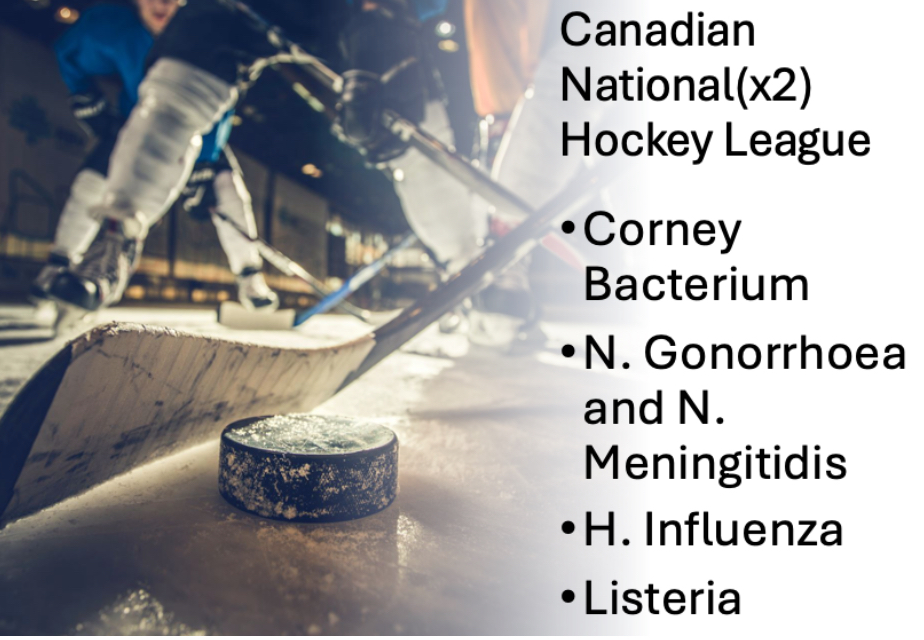 Canadian
National(x2)
Hockey League
•Corney
Bacterium
•N. Gonorrhoea
and N.
Meningitidis
•H. Influenza
•Listeria